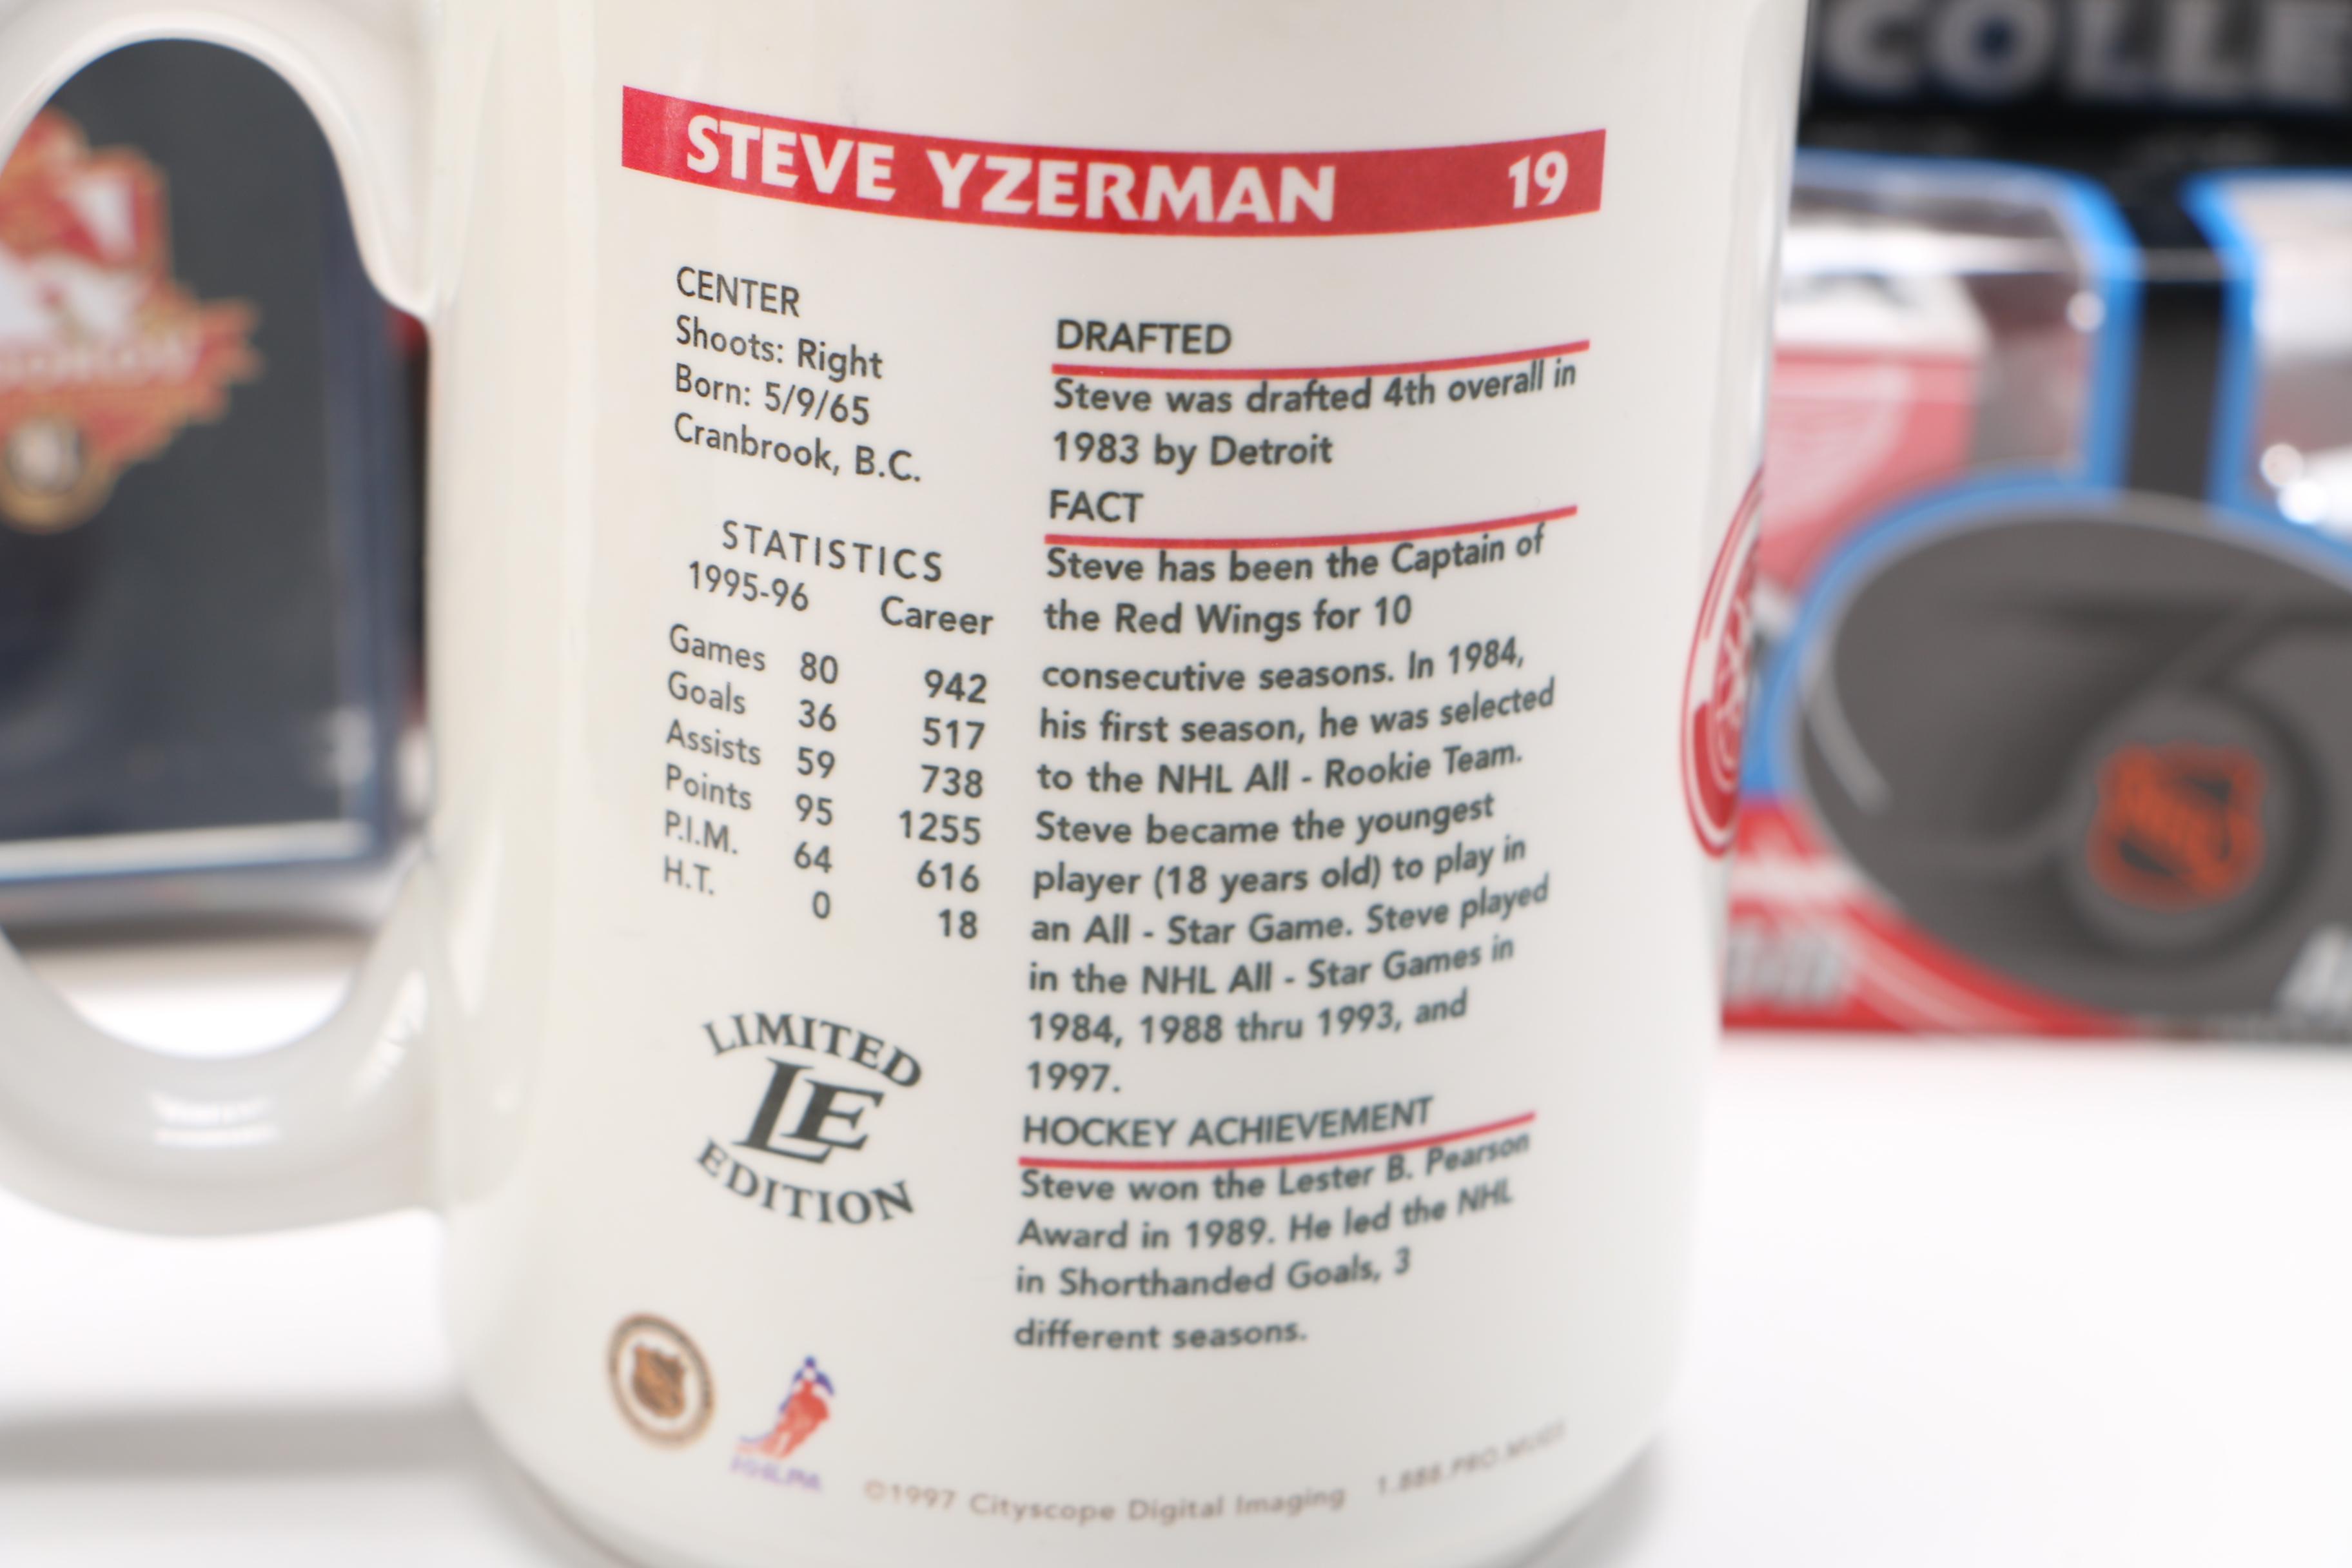 COLLE
STEVE YZERMAN 19
CENTER
Shoots: Right
Born: 5/9/65
Cranbrook, B.C.
STATISTICS
1995-96 Career
Games 80 942
Goals 36 517
Assists 59 738
Points 95 1255
P.I.M. 64 616
H.T. 0 18
LIMITED
LE
EDITION
DRAFTED
Steve was drafted 4th overall in
1983 by Detroit
FACT
Steve has been the Captain of
the Red Wings for 10
consecutive seasons. In 1984,
his first season, he was selected
to the NHL All - Rookie Team.
Steve became the youngest
player (18 years old) to play in
an All - Star Game. Steve played
in the NHL All - Star Games in
1984, 1988 thru 1993, and
1997.
HOCKEY ACHIEVEMENT
Steve won the Lester B. Pearson
Award in 1989. He led the NHL
in Shorthanded Goals, 3
different seasons.
NHLPA
©1997 Cityscope Digital Imaging 1.888.PRO.MUGS